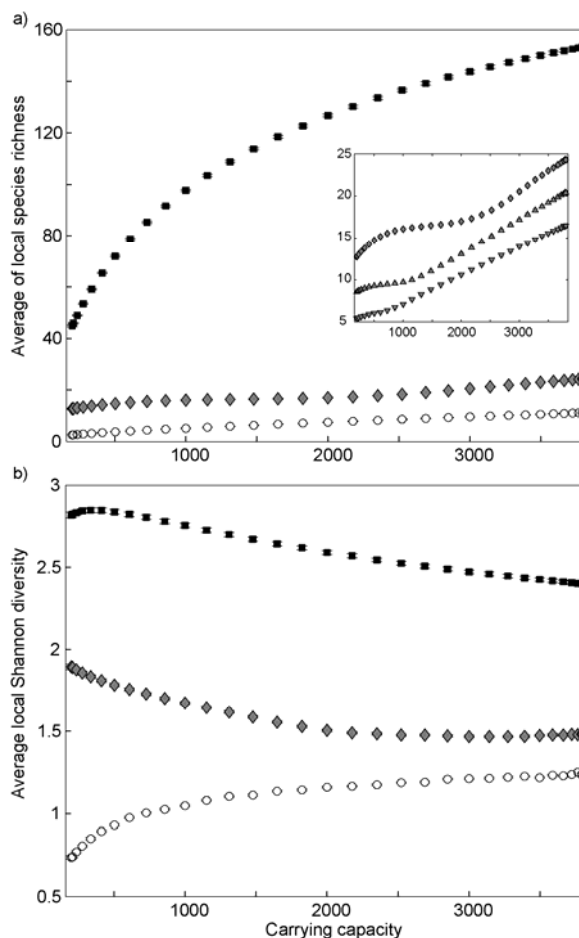 a)
160
120
80
40
0
Average of local species richness
25
20
15
10
5
1000 2000 3000
1000 2000 3000
b)
3
2.5
2
1.5
1
0.5
Average local Shannon diversity
1000 2000 3000
Carrying capacity